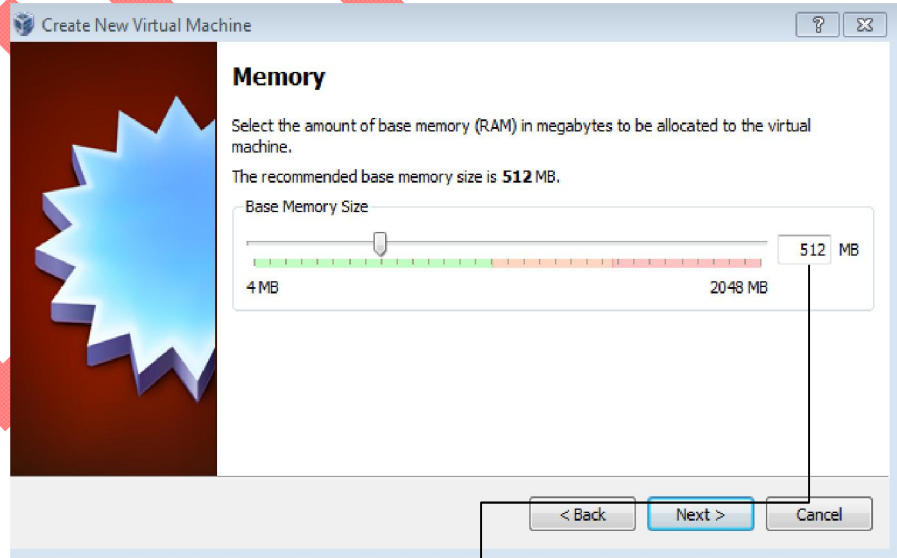 Create New Virtual Machine
Memory
Select the amount of base memory (RAM) in megabytes to be allocated to the virtual
machine.
The recommended base memory size is 512 MB.
Base Memory Size
512 MB
4 MB 2048 MB
< Back Next > Cancel